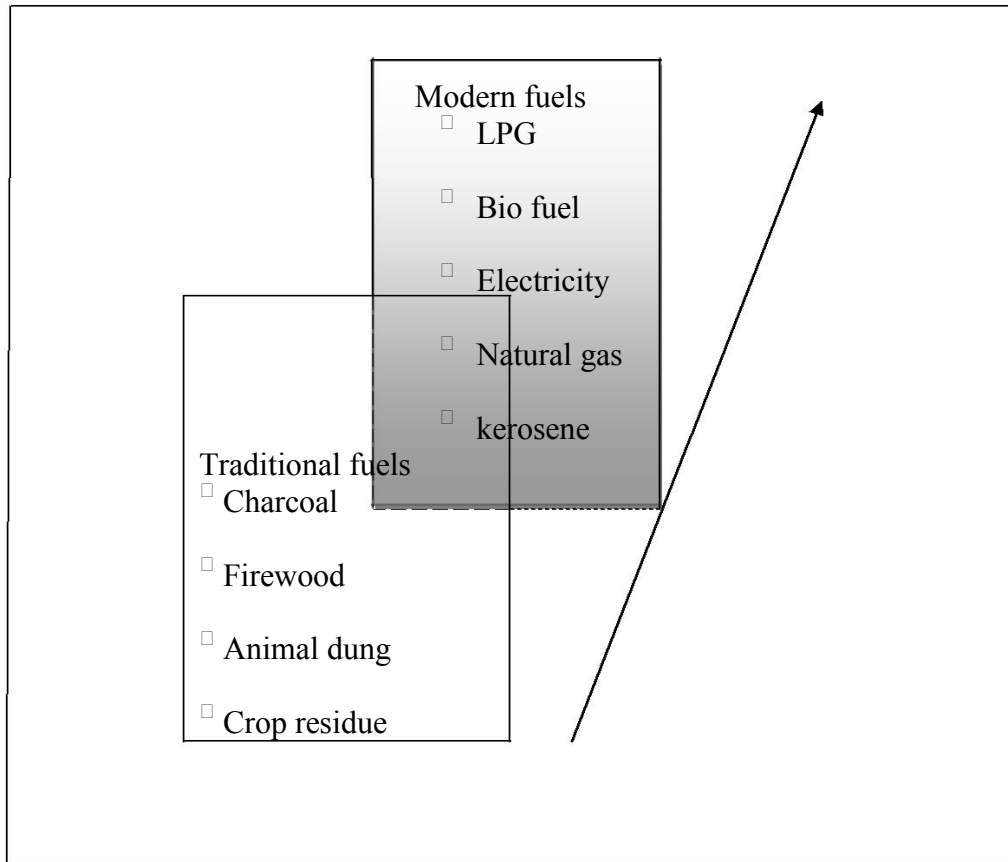 Modern fuels
LPG
Bio fuel
Electricity
Natural gas
kerosene
Traditional fuels
Charcoal
Firewood
Animal dung
Crop residue